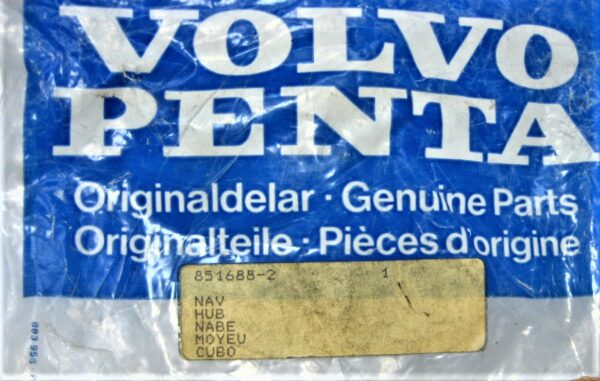 VOLVO
PENTA
Originaldelar · Genuine Parts
Originalteile · Pièces d'origine
851688-2 1
NAV
HUB
NABE
MOYEU
CUBO